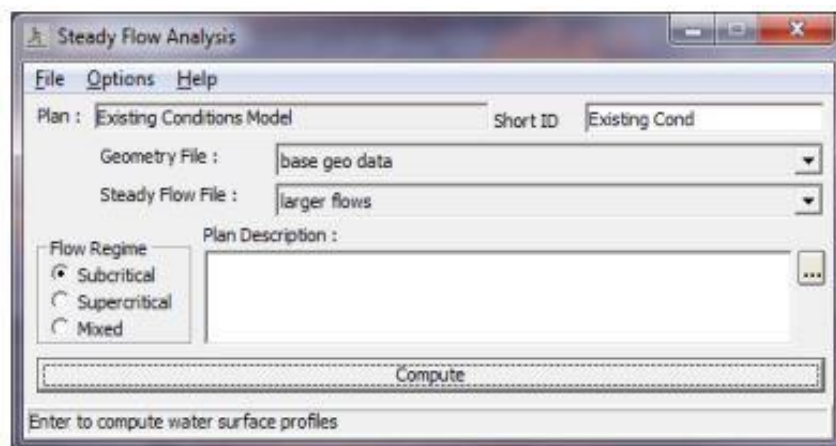 Steady Flow Analysis
File Options Help
Plan : Existing Conditions Model Short ID Existing Cond
Geometry File : base geo data
Steady Flow File : larger flows
Plan Description :
Flow Regime
Subcritical
Supercritical
Mixed
...
Compute
Enter to compute water surface profiles